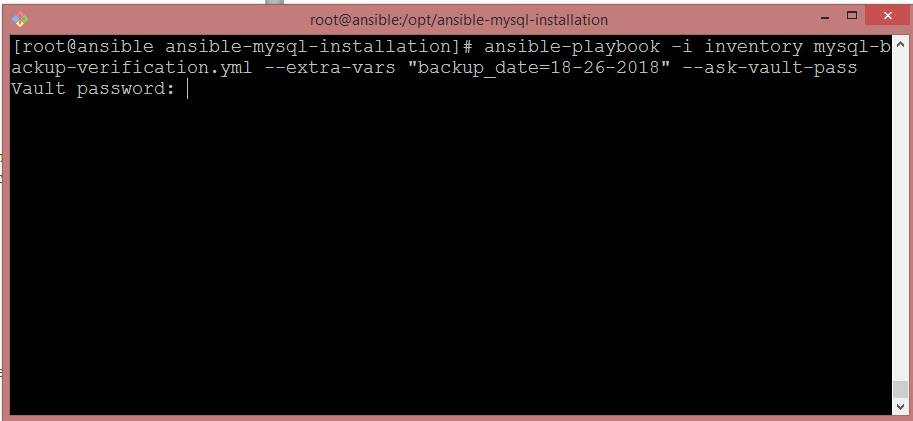 root@ansible:/opt/ansible-mysql-installation
[root@ansible ansible-mysql-installation]# ansible-playbook -i inventory mysql-b
ackup-verification.yml --extra-vars "backup_date=18-26-2018" --ask-vault-pass
Vault password: